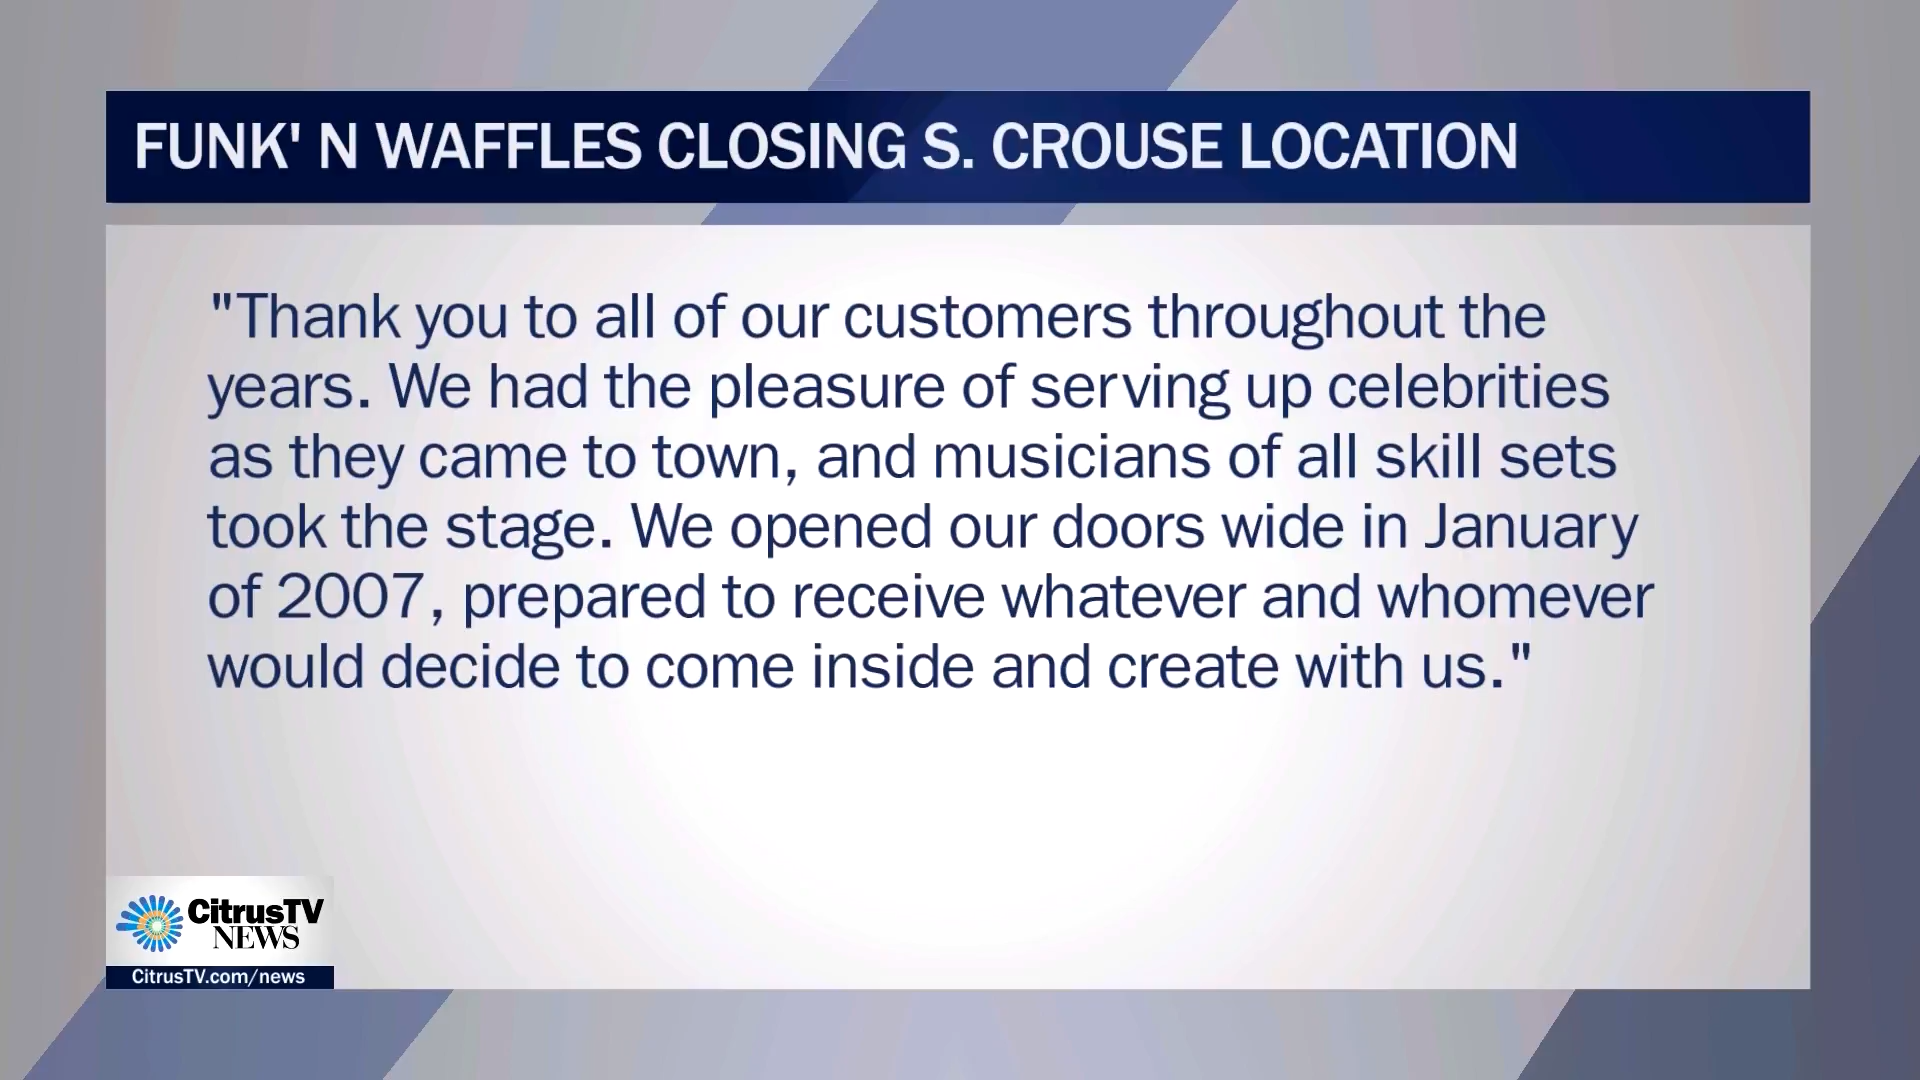 FUNK' N WAFFLES CLOSING S. CROUSE LOCATION
"Thank you to all of our customers throughout the
years. We had the pleasure of serving up celebrities
as they came to town, and musicians of all skill sets
took the stage. We opened our doors wide in January
of 2007, prepared to receive whatever and whomever
would decide to come inside and create with us."
CitrusTV
NEWS
CitrusTV.com/news